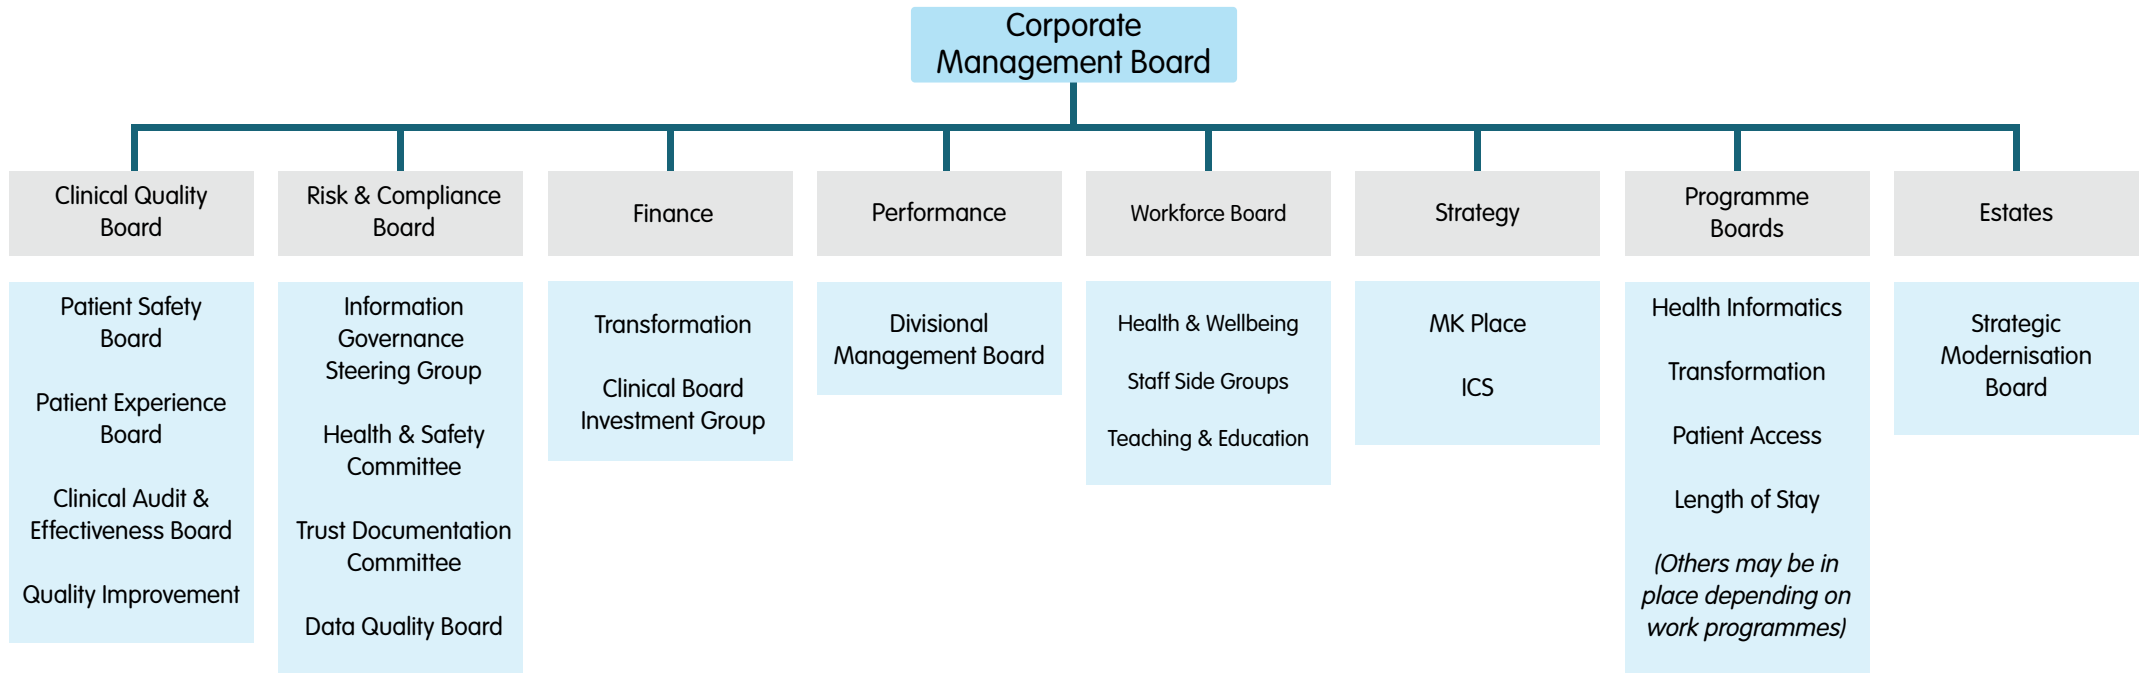 Corporate
Management Board
Clinical Quality
Board
Risk & Compliance
Board
Finance
Performance
Workforce Board
Strategy
Programme
Boards
Estates
Patient Safety
Board
Patient Experience
Board
Clinical Audit &
Effectiveness Board
Quality Improvement
Information
Governance
Steering Group
Health & Safety
Committee
Trust Documentation
Committee
Data Quality Board
Transformation
Clinical Board
Investment Group
Divisional
Management Board
Health & Wellbeing
Staff Side Groups
Teaching & Education
MK Place
ICS
Health Informatics
Transformation
Patient Access
Length of Stay
(Others may be in
place depending on
work programmes)
Strategic
Modernisation
Board